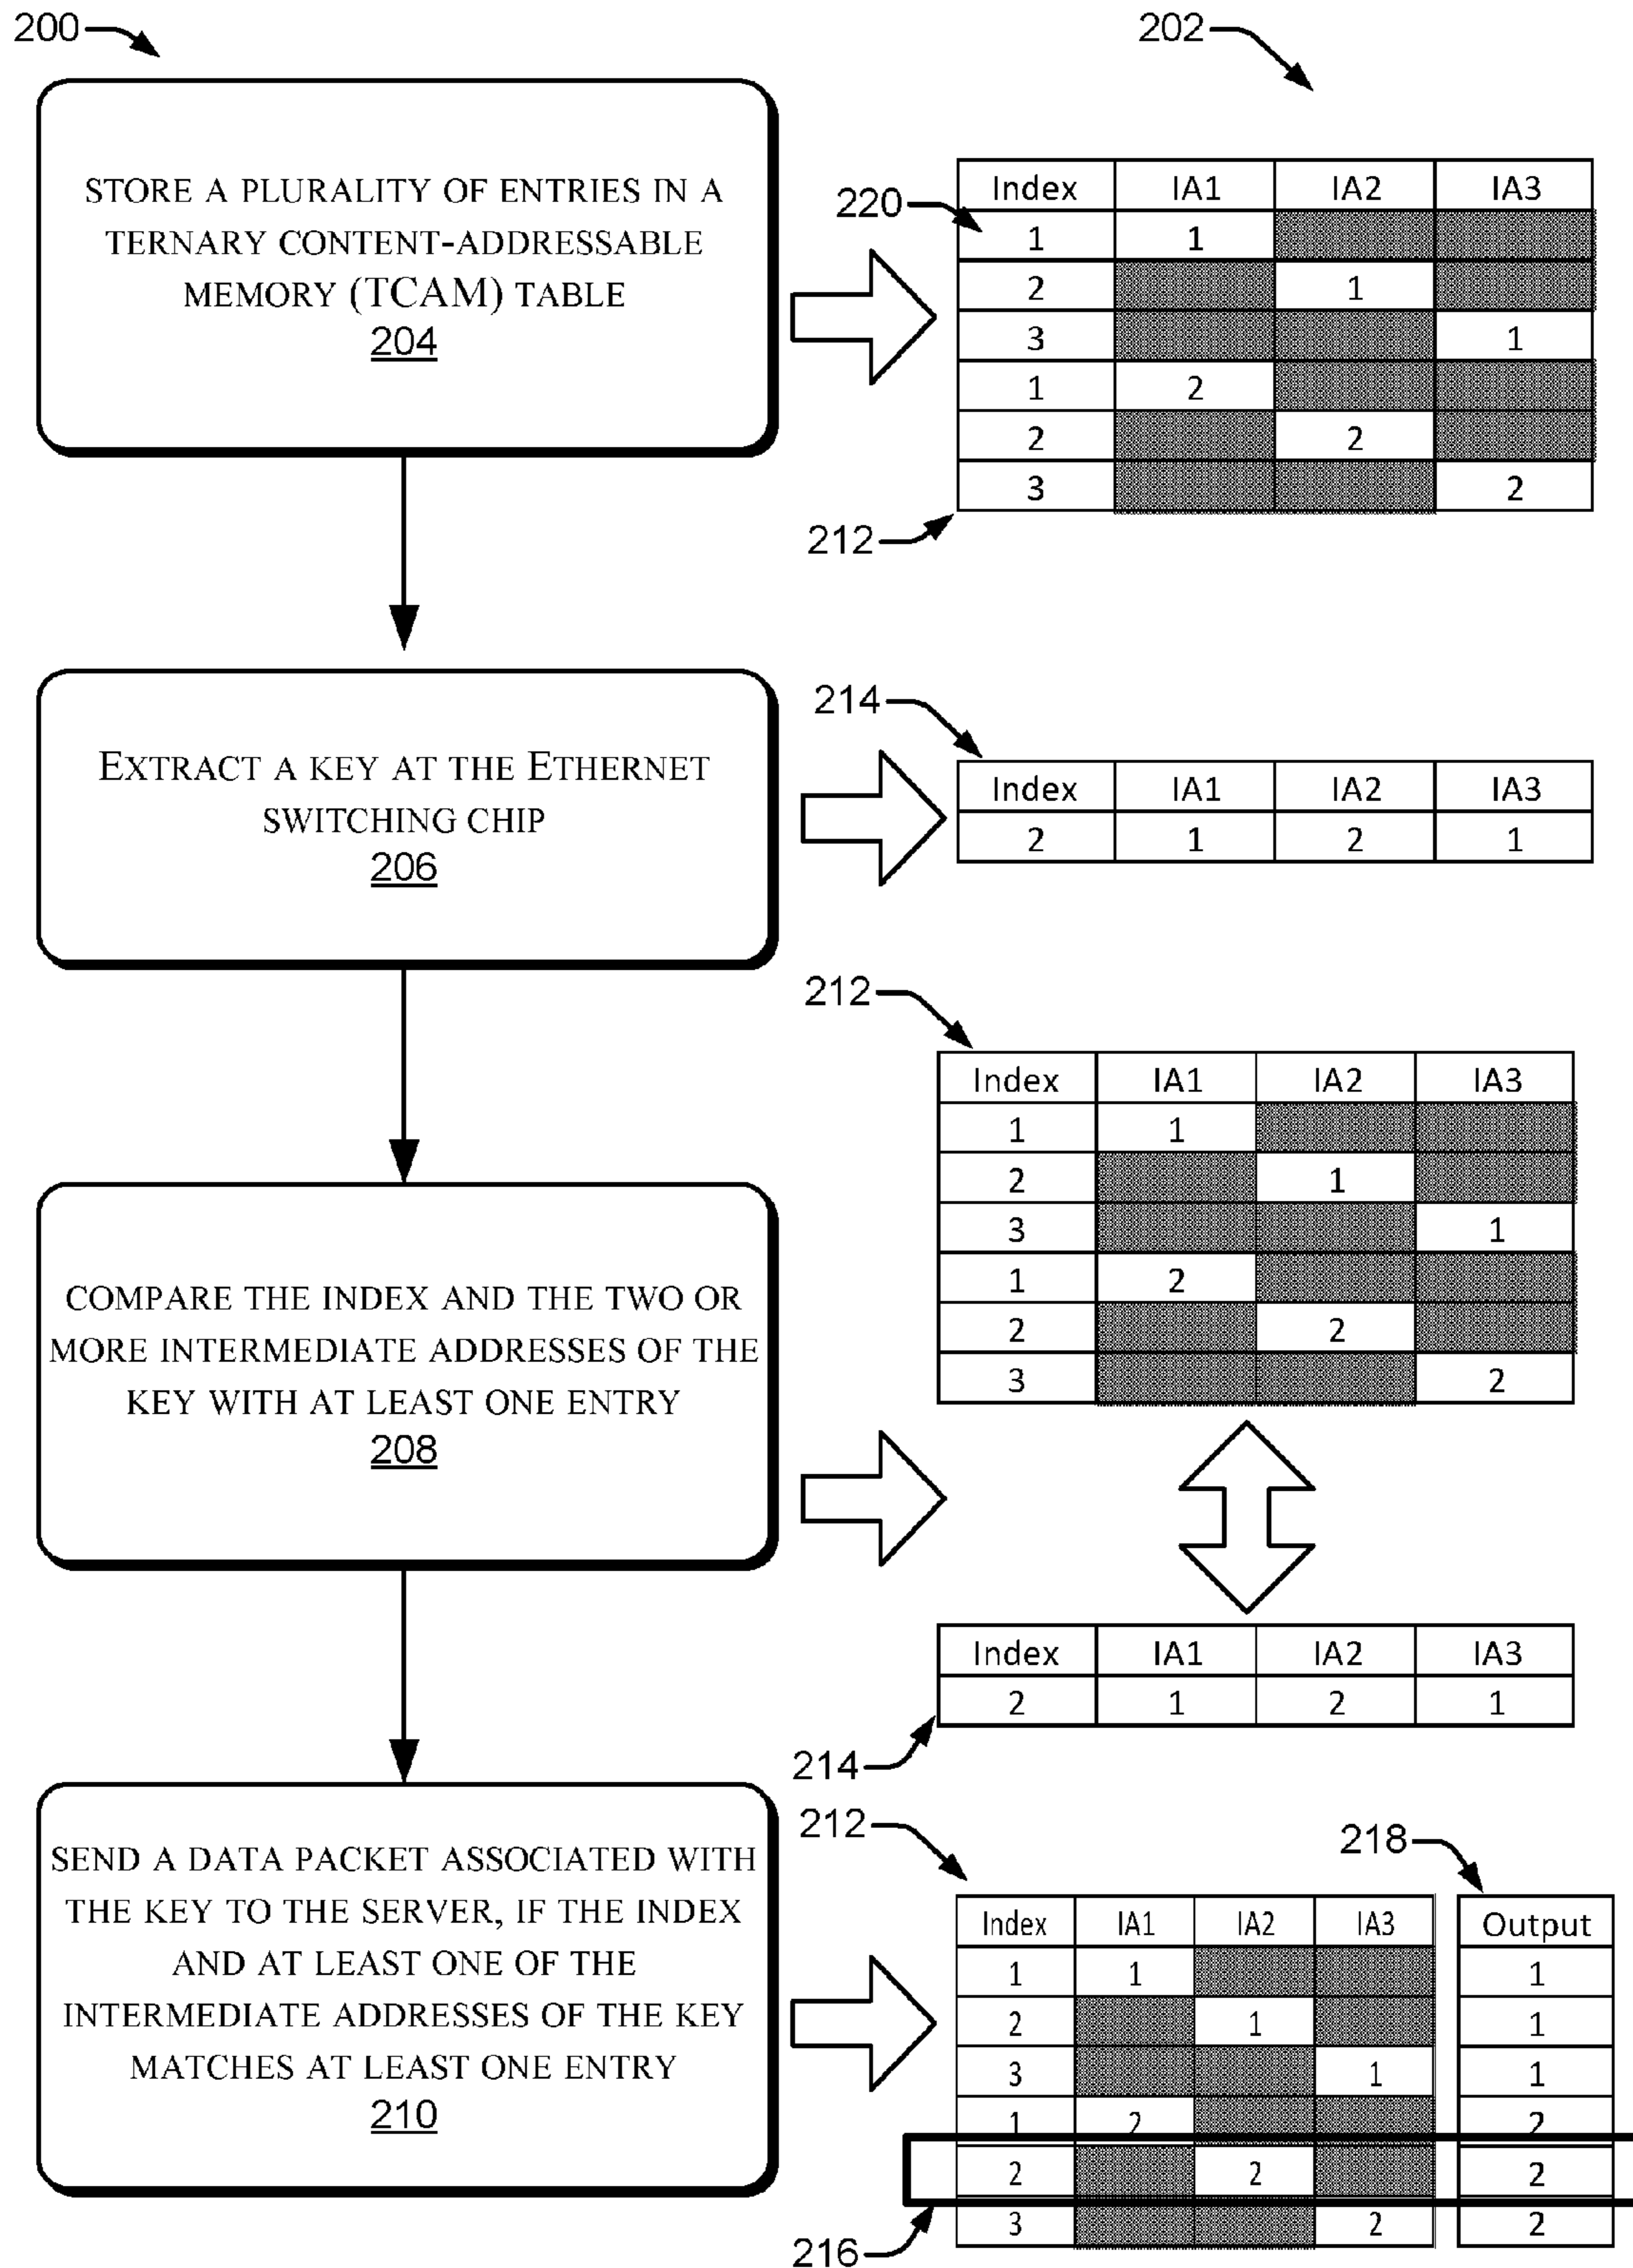 200
202
STORE A PLURALITY OF ENTRIES IN A
TERNARY CONTENT-ADDRESSABLE
MEMORY (TCAM) TABLE
204
220
Index IA1 IA2 IA3
1 1
2 1
3 1
1 2
2 2
3 2
212
EXTRACT A KEY AT THE ETHERNET
SWITCHING CHIP
206
214
Index IA1 IA2 IA3
2 1 2 1
COMPARE THE INDEX AND THE TWO OR
MORE INTERMEDIATE ADDRESSES OF THE
KEY WITH AT LEAST ONE ENTRY
208
212
Index IA1 IA2 IA3
1 1
2 1
3 1
1 2
2 2
3 2
Index IA1 IA2 IA3
2 1 2 1
214
SEND A DATA PACKET ASSOCIATED WITH
THE KEY TO THE SERVER, IF THE INDEX
AND AT LEAST ONE OF THE
INTERMEDIATE ADDRESSES OF THE KEY
MATCHES AT LEAST ONE ENTRY
210
212
218
Index IA1 IA2 IA3 Output
1 1 1
2 1 1
3 1 1
1 2 2
2 2 2
3 2 2
216